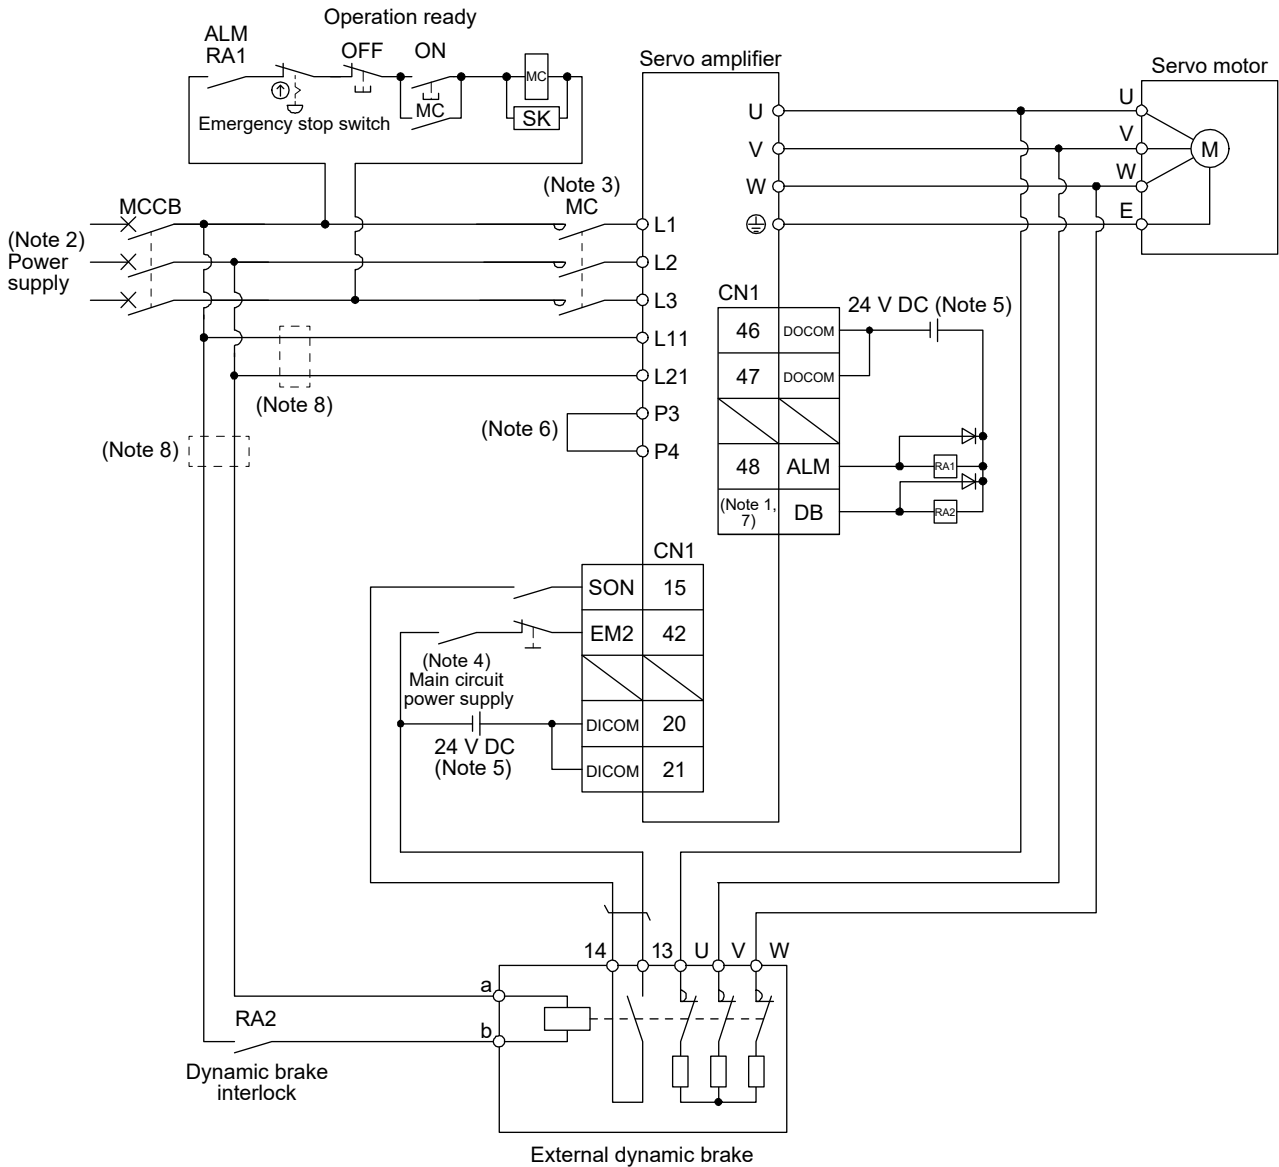 Operation ready
ALM
RA1
OFF
ON
MC
MC
SK
Emergency stop switch
Servo amplifier
Servo motor
U
V
W
U
V
W
E
M
(Note 3)
MC
MCCB
(Note 2)
Power
supply
L1
L2
L3
L11
L21
P3
P4
(Note 8)
(Note 8)
(Note 6)
CN1
24 V DC (Note 5)
46 DOCOM
47 DOCOM
48 ALM
(Note 1,
7)
DB
RA1
RA2
CN1
SON 15
EM2 42
(Note 4)
Main circuit
power supply
DICOM 20
24 V DC
(Note 5)
DICOM 21
14 13 U V W
a
b
RA2
Dynamic brake
interlock
External dynamic brake